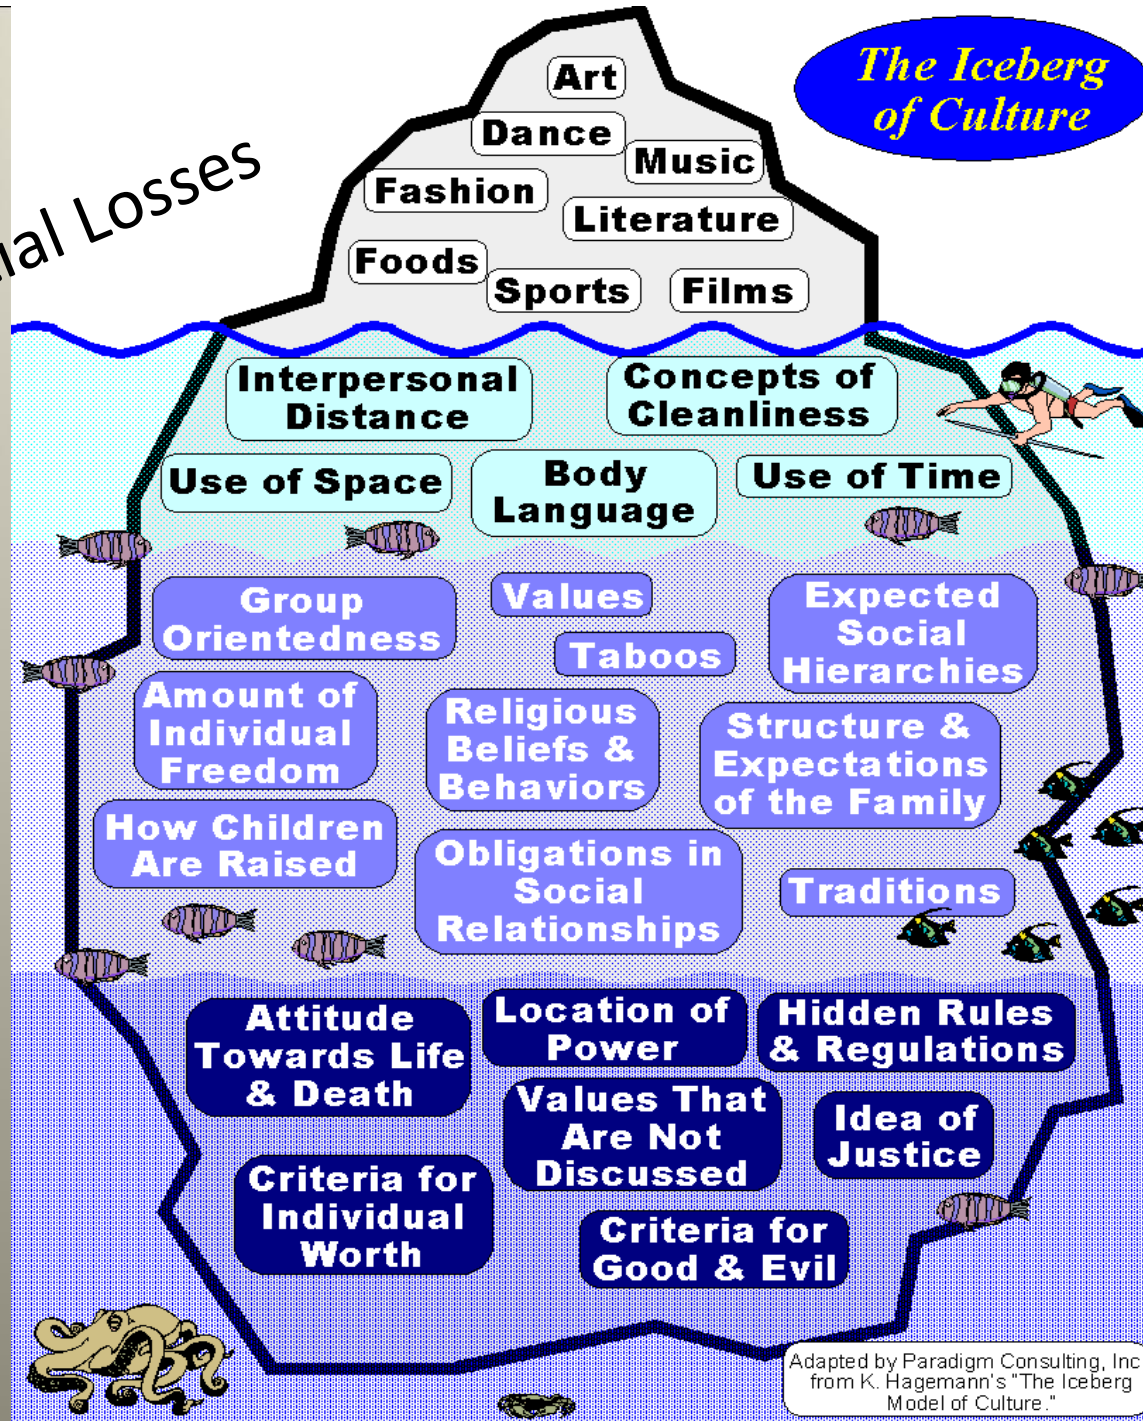 The Iceberg
of Culture
Losses
Art
Dance
Music
Fashion
Literature
Foods
Sports
Films
Interpersonal
Distance
Concepts of
Cleanliness
Use of Space
Body
Language
Use of Time
Group
Orientedness
Values
Taboos
Expected
Social
Hierarchies
Amount of
Individual
Freedom
Religious
Beliefs &
Behaviors
Structure &
Expectations
of the Family
How Children
Are Raised
Obligations in
Social
Relationships
Traditions
Attitude
Towards Life
& Death
Location of
Power
Hidden Rules
& Regulations
Values That
Are Not
Discussed
Idea of
Justice
Criteria for
Individual
Worth
Criteria for
Good & Evil
Adapted by Paradigm Consulting, Inc
from K. Hagemann's "The Iceberg
Model of Culture."